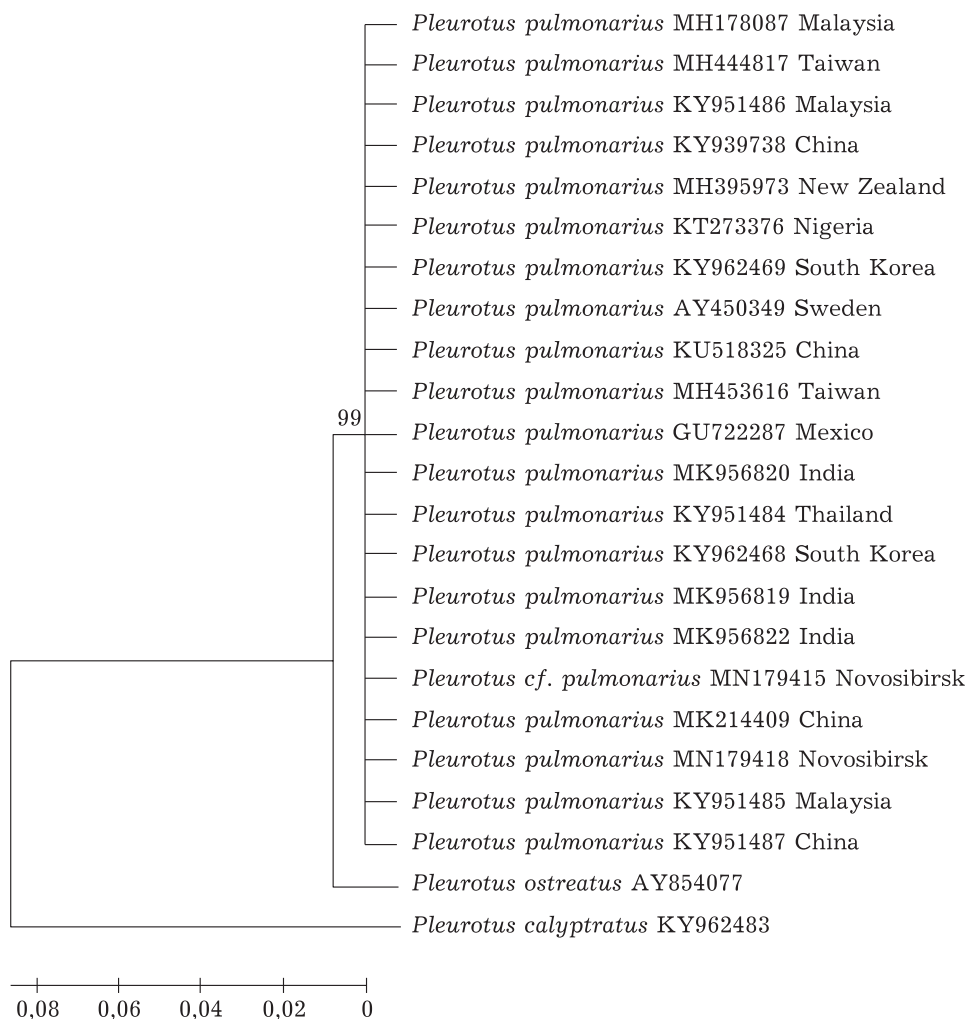 Pleurotus pulmonarius MH178087 Malaysia
Pleurotus pulmonarius MH444817 Taiwan
Pleurotus pulmonarius KY951486 Malaysia
Pleurotus pulmonarius KY939738 China
Pleurotus pulmonarius MH395973 New Zealand
Pleurotus pulmonarius KT273376 Nigeria
Pleurotus pulmonarius KY962469 South Korea
Pleurotus pulmonarius AY450349 Sweden
Pleurotus pulmonarius KU518325 China
Pleurotus pulmonarius MH453616 Taiwan
99
Pleurotus pulmonarius GU722287 Mexico
Pleurotus pulmonarius MK956820 India
Pleurotus pulmonarius KY951484 Thailand
Pleurotus pulmonarius KY962468 South Korea
Pleurotus pulmonarius MK956819 India
Pleurotus pulmonarius MK956822 India
Pleurotus cf. pulmonarius MN179415 Novosibirsk
Pleurotus pulmonarius MK214409 China
Pleurotus pulmonarius MN179418 Novosibirsk
Pleurotus pulmonarius KY951485 Malaysia
Pleurotus pulmonarius KY951487 China
Pleurotus ostreatus AY854077
Pleurotus calyptratus KY962483
0,08 0,06 0,04 0,02 0